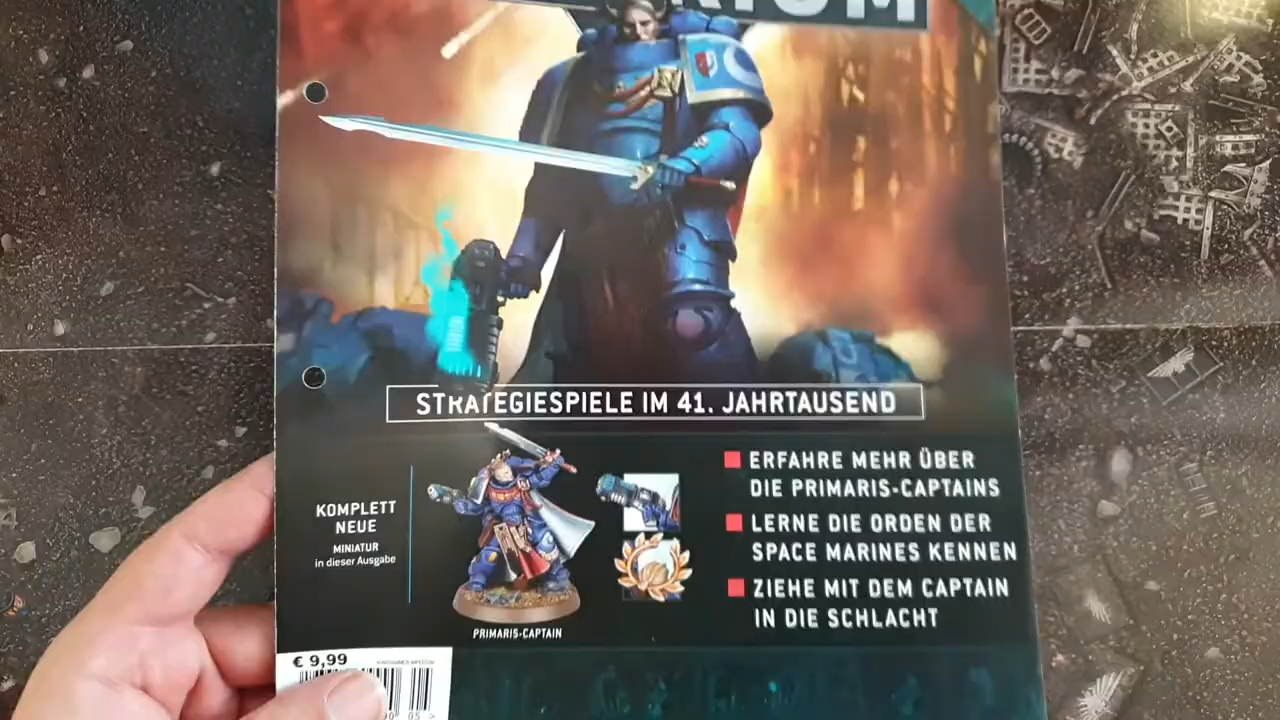 STRATEGIESPIELE IM 41. JAHRTAUSEND
KOMPLETT
NEUE
MINIATUR
in dieser Ausgabe
PRIMARIS-CAPTAIN
ERFAHRE MEHR ÜBER
DIE PRIMARIS-CAPTAINS
LERNE DIE ORDEN DER
SPACE MARINES KENNEN
ZIEHE MIT DEM CAPTAIN
IN DIE SCHLACHT
€ 9,99
05 >